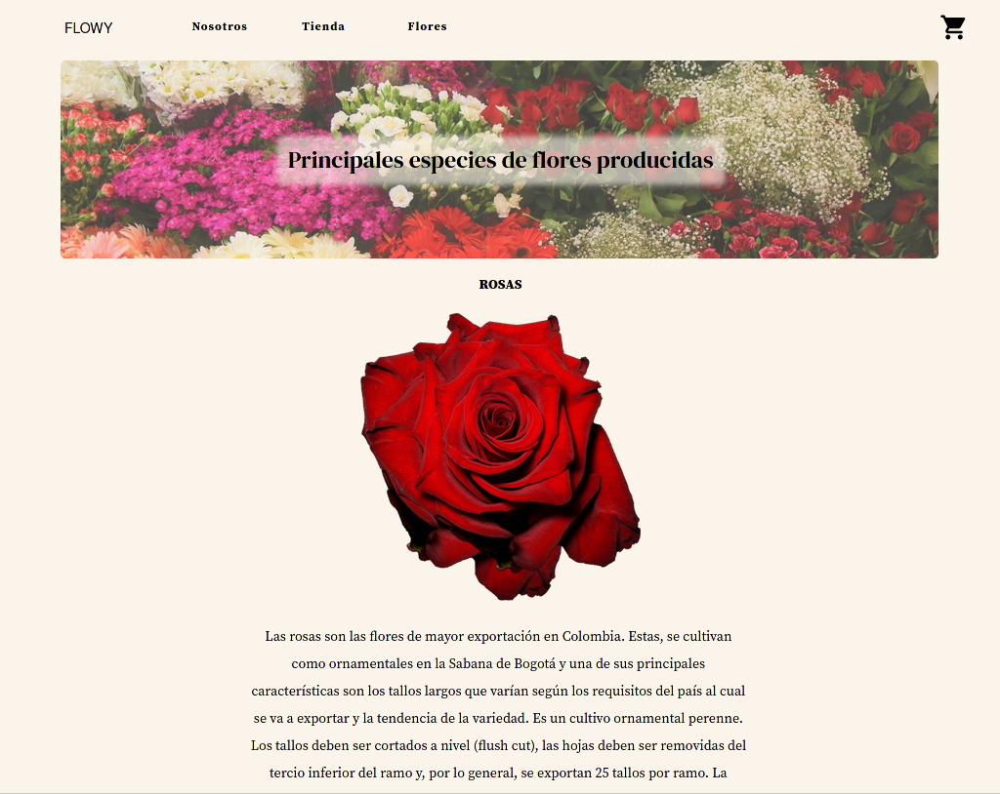 FLOWY
Nosotros
Tienda
Flores
Principales especies de flores producidas
ROSAS
Las rosas son las flores de mayor exportación en Colombia. Estas, se cultivan
como ornamentales en la Sabana de Bogotá y una de sus principales
características son los tallos largos que varían según los requisitos del país al cual
se va a exportar y la tendencia de la variedad. Es un cultivo ornamental perenne.
Los tallos deben ser cortados a nivel (flush cut), las hojas deben ser removidas del
tercio inferior del ramo y, por lo general, se exportan 25 tallos por ramo. La